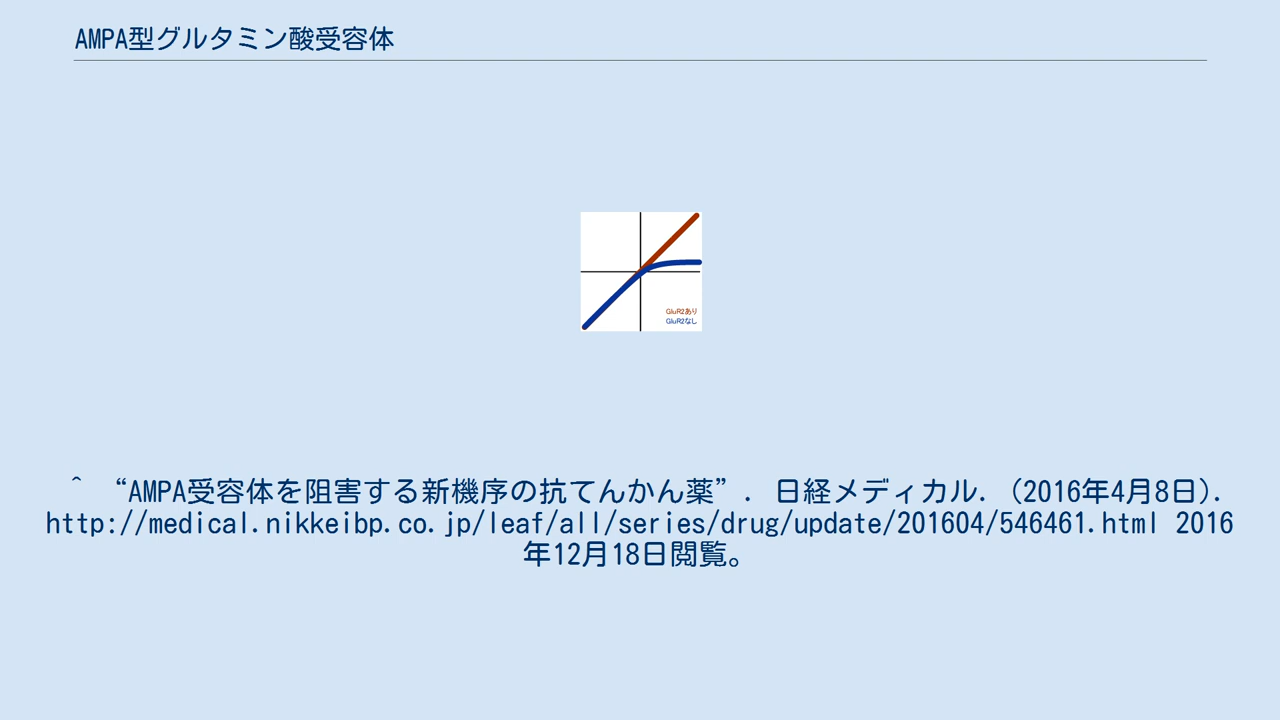 AMPA型グルタミン酸受容体
GluR2あり
GluR2なし
^ “AMPA受容体を阻害する新機序の抗てんかん薬”. 日経メディカル. (2016年4月8日).
http://medical.nikkeibp.co.jp/leaf/all/series/drug/update/201604/546461.html 2016
年12月18日閲覧。